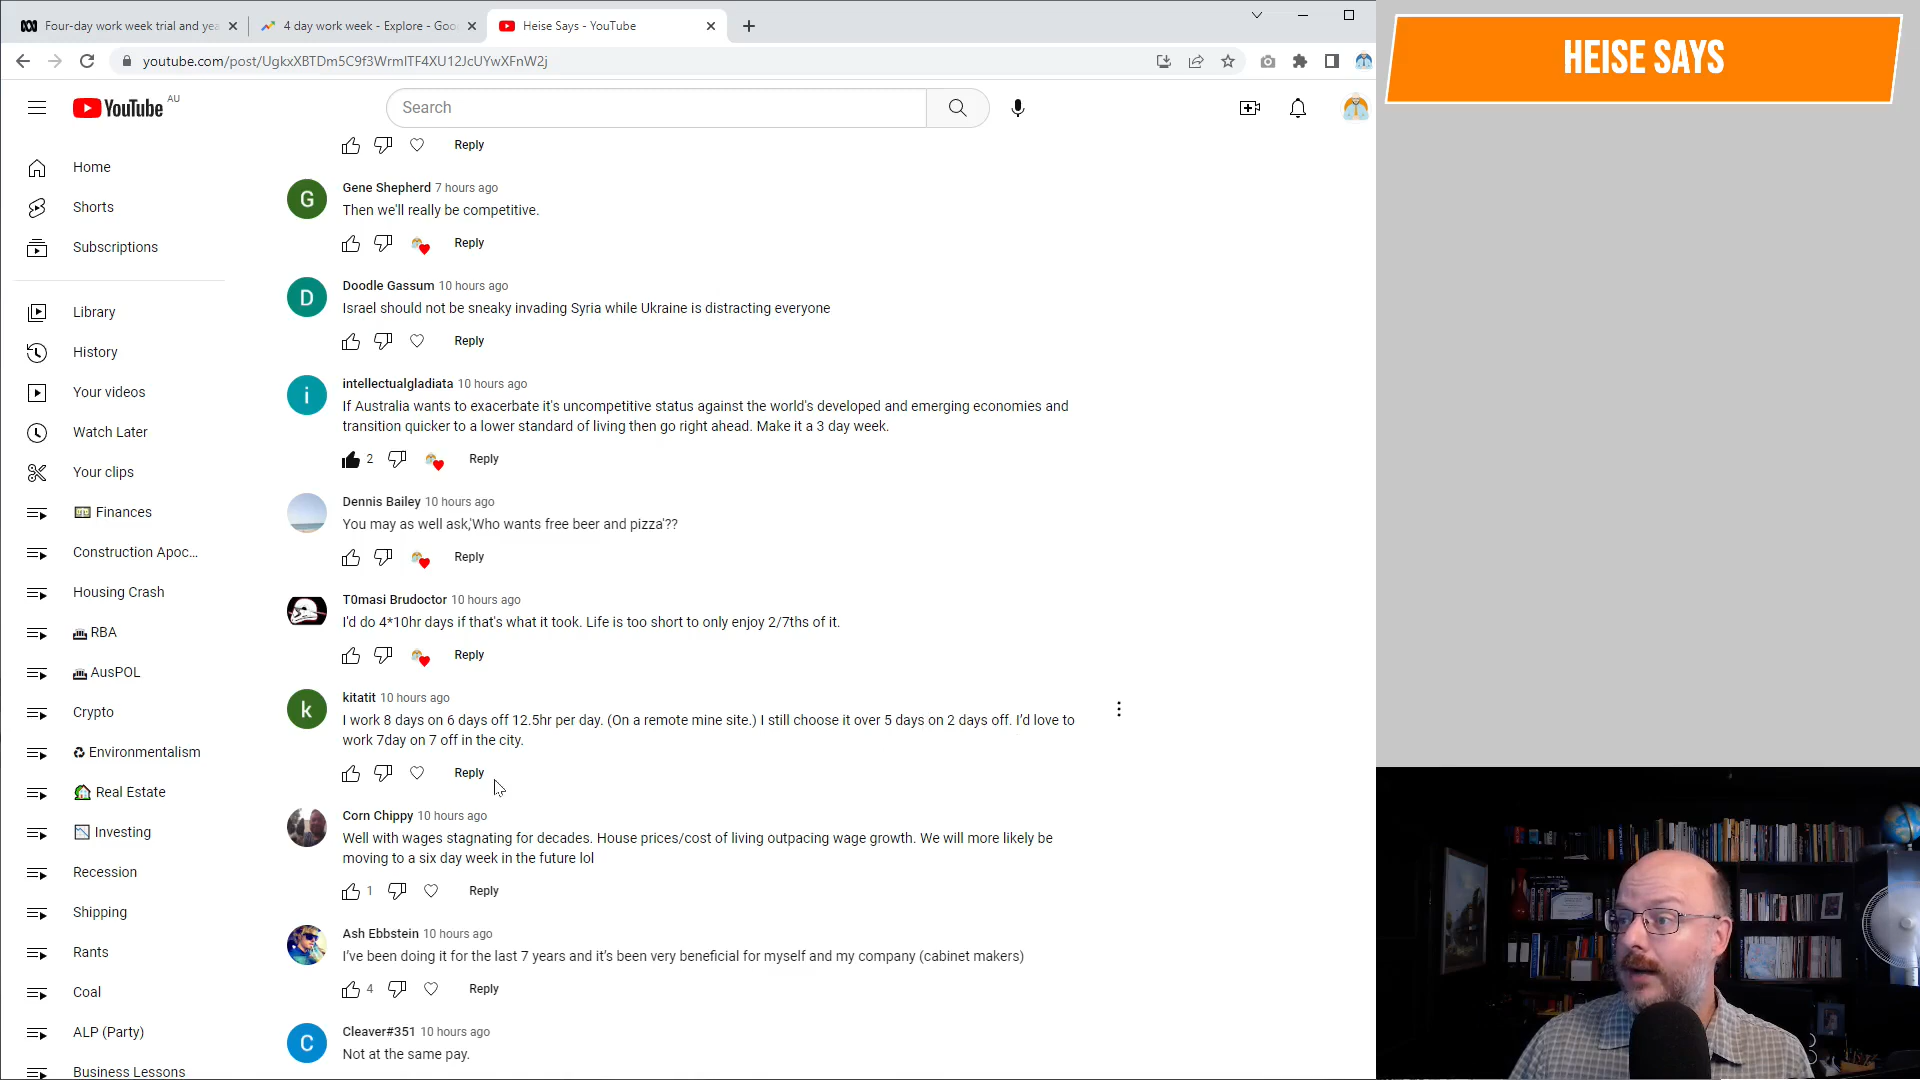 Four-day work week trial and yea
4 day work week - Explore - Goo
Heise Says - YouTube
youtube.com/post/UgkxXBTDm5C9f3WrmITF4XU12JcUYwXFnW2j
HEISE SAYS
YouTube AU
Search
Home
Shorts
Subscriptions
Library
History
Your videos
Watch Later
Your clips
Finances
Construction Apoc...
Housing Crash
RBA
AusPOL
Crypto
Environmentalism
Real Estate
Investing
Recession
Shipping
Rants
Coal
ALP (Party)
Business Lessons
Reply
G
Gene Shepherd 7 hours ago
Then we'll really be competitive.
Reply
D
Doodle Gassum 10 hours ago
Israel should not be sneaky invading Syria while Ukraine is distracting everyone
Reply
i
intellectualgladiata 10 hours ago
If Australia wants to exacerbate it's uncompetitive status against the world's developed and emerging economies and
transition quicker to a lower standard of living then go right ahead. Make it a 3 day week.
2 Reply
Dennis Bailey 10 hours ago
You may as well ask,'Who wants free beer and pizza'??
Reply
T0masi Brudoctor 10 hours ago
I'd do 4*10hr days if that's what it took. Life is too short to only enjoy 2/7ths of it.
Reply
k
kitatit 10 hours ago
I work 8 days on 6 days off 12.5hr per day. (On a remote mine site.) I still choose it over 5 days on 2 days off. I'd love to
work 7day on 7 off in the city.
Reply
Corn Chippy 10 hours ago
Well with wages stagnating for decades. House prices/cost of living outpacing wage growth. We will more likely be
moving to a six day week in the future lol
1 Reply
Ash Ebbstein 10 hours ago
I've been doing it for the last 7 years and it's been very beneficial for myself and my company (cabinet makers)
4 Reply
C
Cleaver#351 10 hours ago
Not at the same pay.